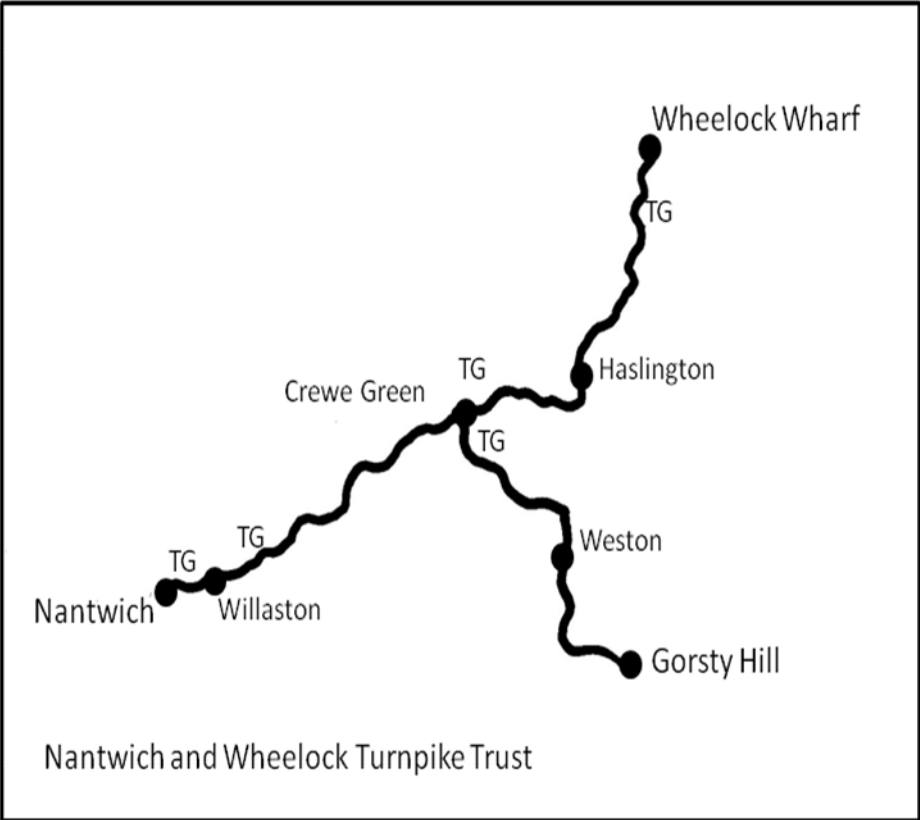 Wheelock Wharf
TG
TG
Haslington
Crewe Green
TG
TG
Weston
TG
Nantwich
Willaston
Gorsty Hill
Nantwich and Wheelock Turnpike Trust